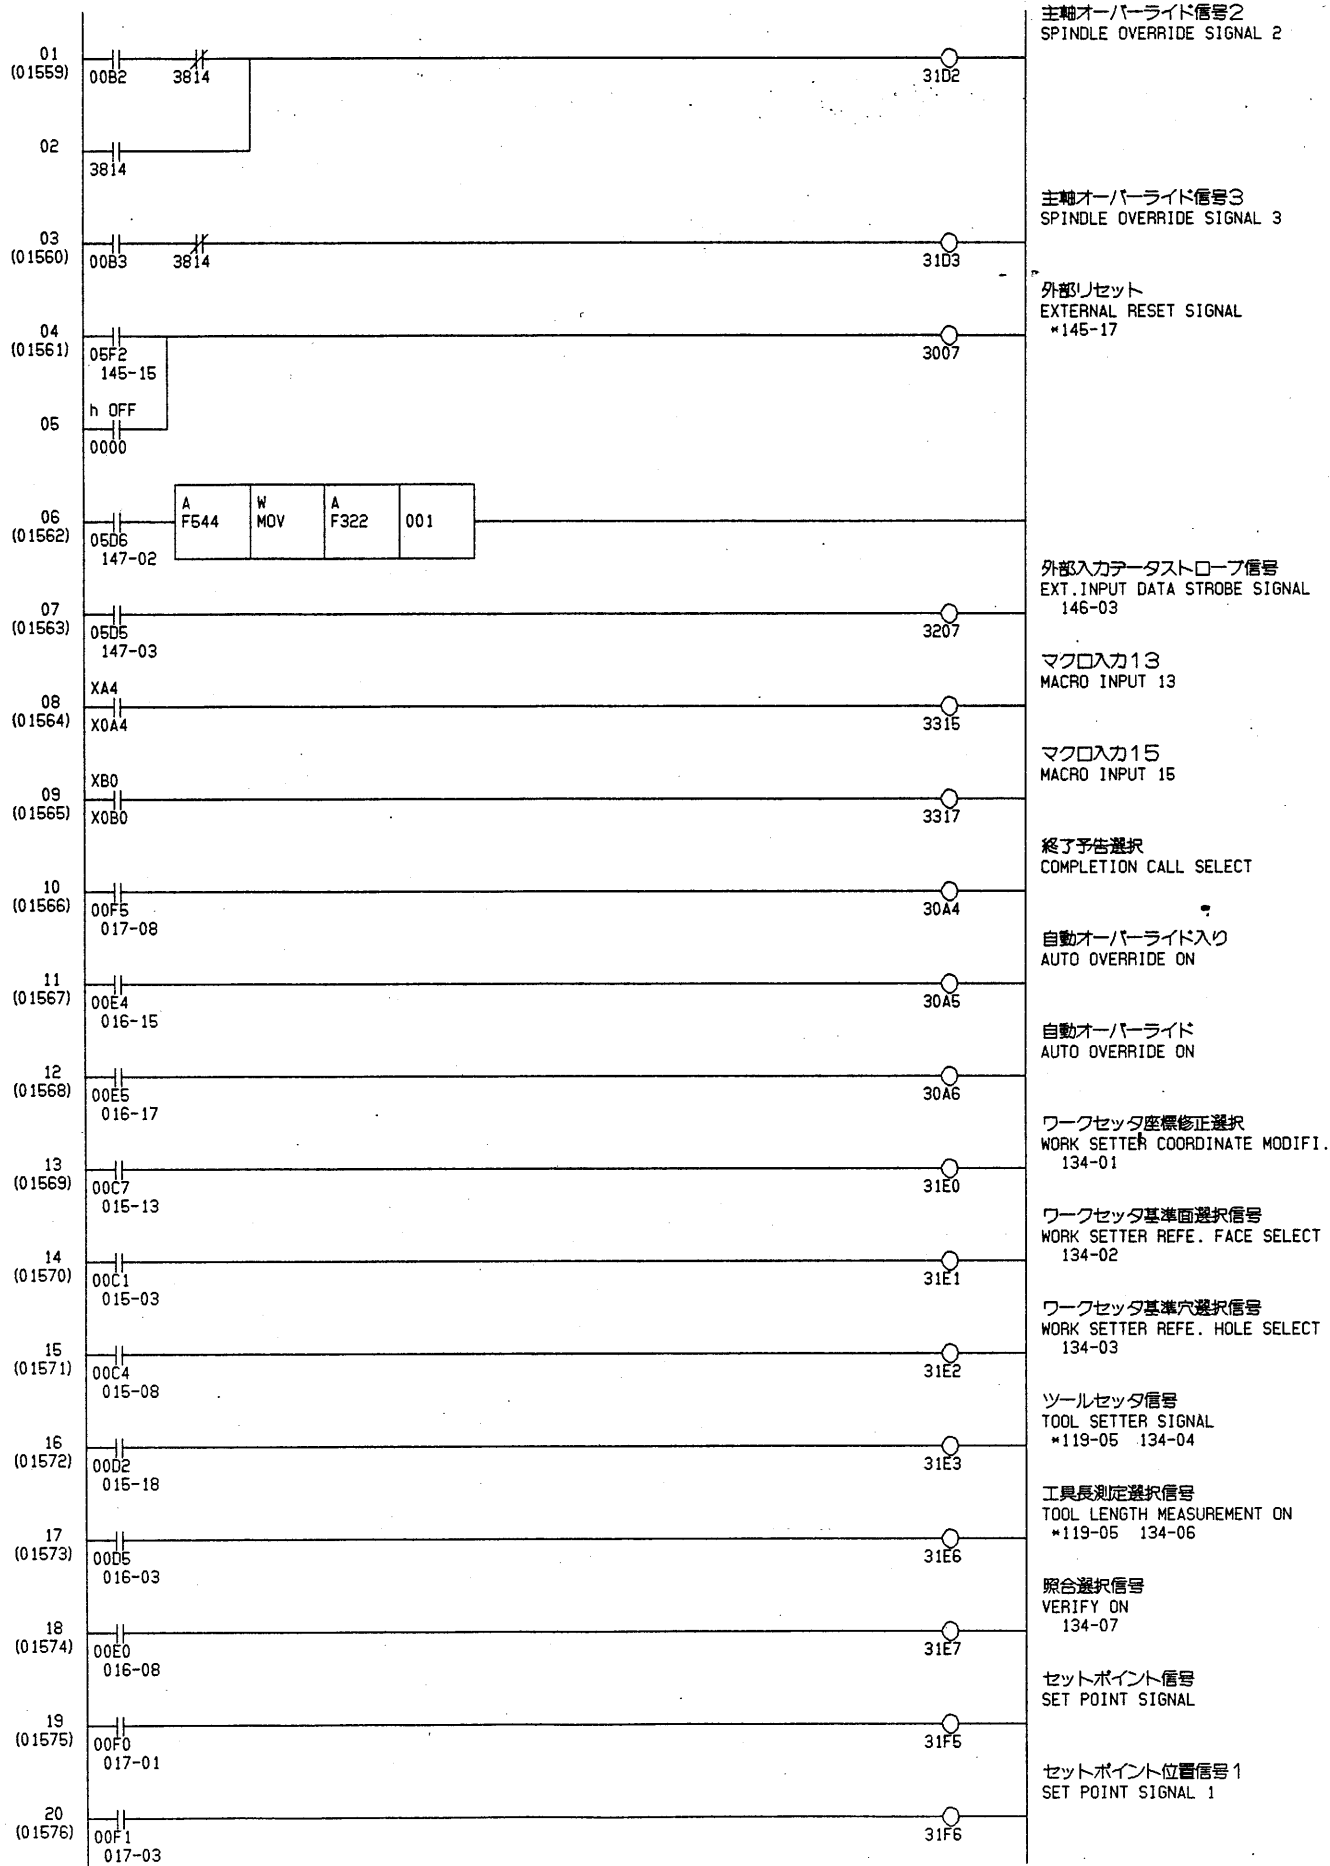 主軸オーバーライド信号2
SPINDLE OVERRIDE SIGNAL 2
01
(01559)
00B2 3814 31D2
02
3814
主軸オーバーライド信号3
SPINDLE OVERRIDE SIGNAL 3
03
(01560)
00B3 3814 31D3
外部リセット
EXTERNAL RESET SIGNAL
*145-17
04
(01561)
05F2 3007
145-15
h OFF
05
0000
06
(01562)
A W A
F544 MOV F322 001
05D6
147-02
外部入力データストローブ信号
EXT.INPUT DATA STROBE SIGNAL
146-03
07
(01563)
05D5 3207
147-03
マクロ入力13
MACRO INPUT 13
XA4
08
(01564)
X0A4 3315
マクロ入力15
MACRO INPUT 15
XB0
09
(01565)
X0B0 3317
終了予告選択
COMPLETION CALL SELECT
10
(01566)
00F5 30A4
017-08
自動オーバーライド入り
AUTO OVERRIDE ON
11
(01567)
00E4 30A5
016-15
自動オーバーライド
AUTO OVERRIDE ON
12
(01568)
00E5 30A6
016-17
ワークセッタ座標修正選択
WORK SETTER COORDINATE MODIFI.
134-01
13
(01569)
00C7 31E0
015-13
ワークセッタ基準面選択信号
WORK SETTER REFE. FACE SELECT
134-02
14
(01570)
00C1 31E1
015-03
ワークセッタ基準穴選択信号
WORK SETTER REFE. HOLE SELECT
134-03
15
(01571)
00C4 31E2
015-08
ツールセッタ信号
TOOL SETTER SIGNAL
*119-05 134-04
16
(01572)
00D2 31E3
015-18
工具長測定選択信号
TOOL LENGTH MEASUREMENT ON
*119-05 134-06
17
(01573)
00D5 31E6
016-03
照合選択信号
VERIFY ON
134-07
18
(01574)
00E0 31E7
016-08
セットポイント信号
SET POINT SIGNAL
19
(01575)
00F0 31F5
017-01
セットポイント位置信号1
SET POINT SIGNAL 1
20
(01576)
00F1 31F6
017-03